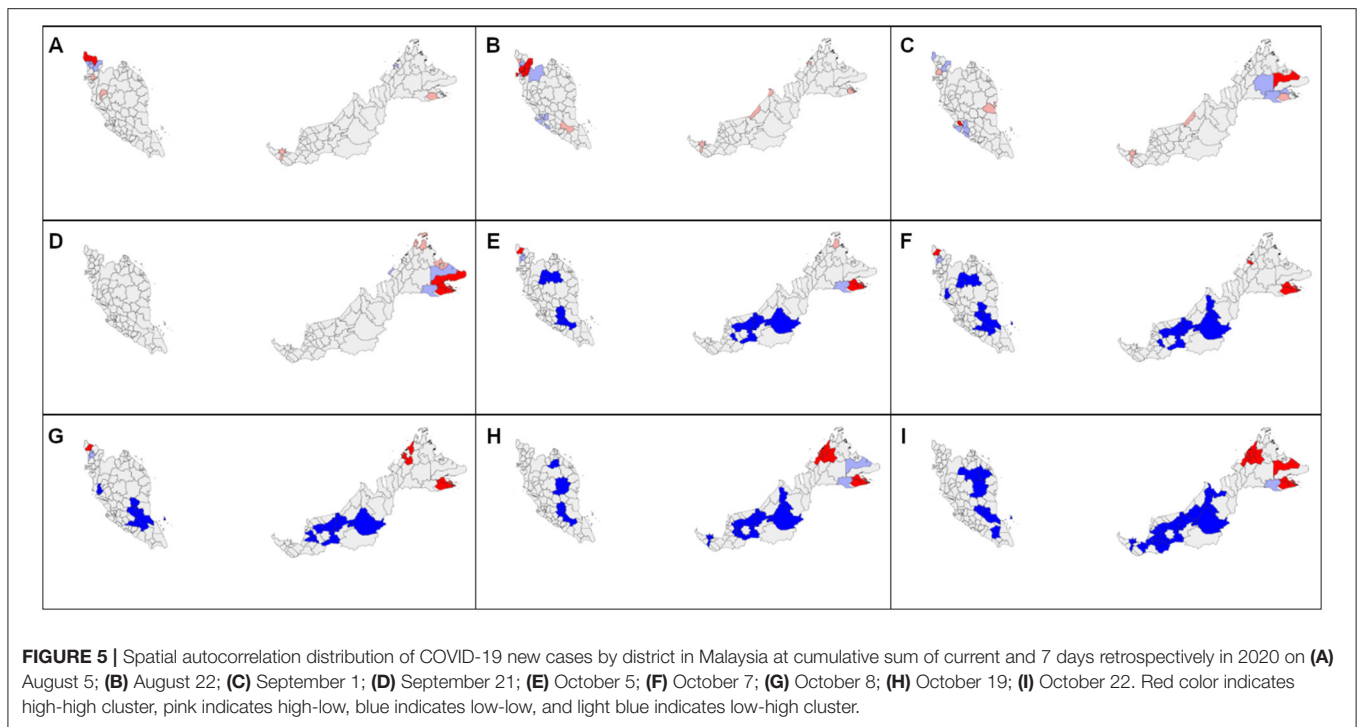 A
B
C
D
E
F
G
H
I
FIGURE 5 | Spatial autocorrelation distribution of COVID-19 new cases by district in Malaysia at cumulative sum of current and 7 days retrospectively in 2020 on (A)
August 5; (B) August 22; (C) September 1; (D) September 21; (E) October 5; (F) October 7; (G) October 8; (H) October 19; (I) October 22. Red color indicates
high-high cluster, pink indicates high-low, blue indicates low-low, and light blue indicates low-high cluster.